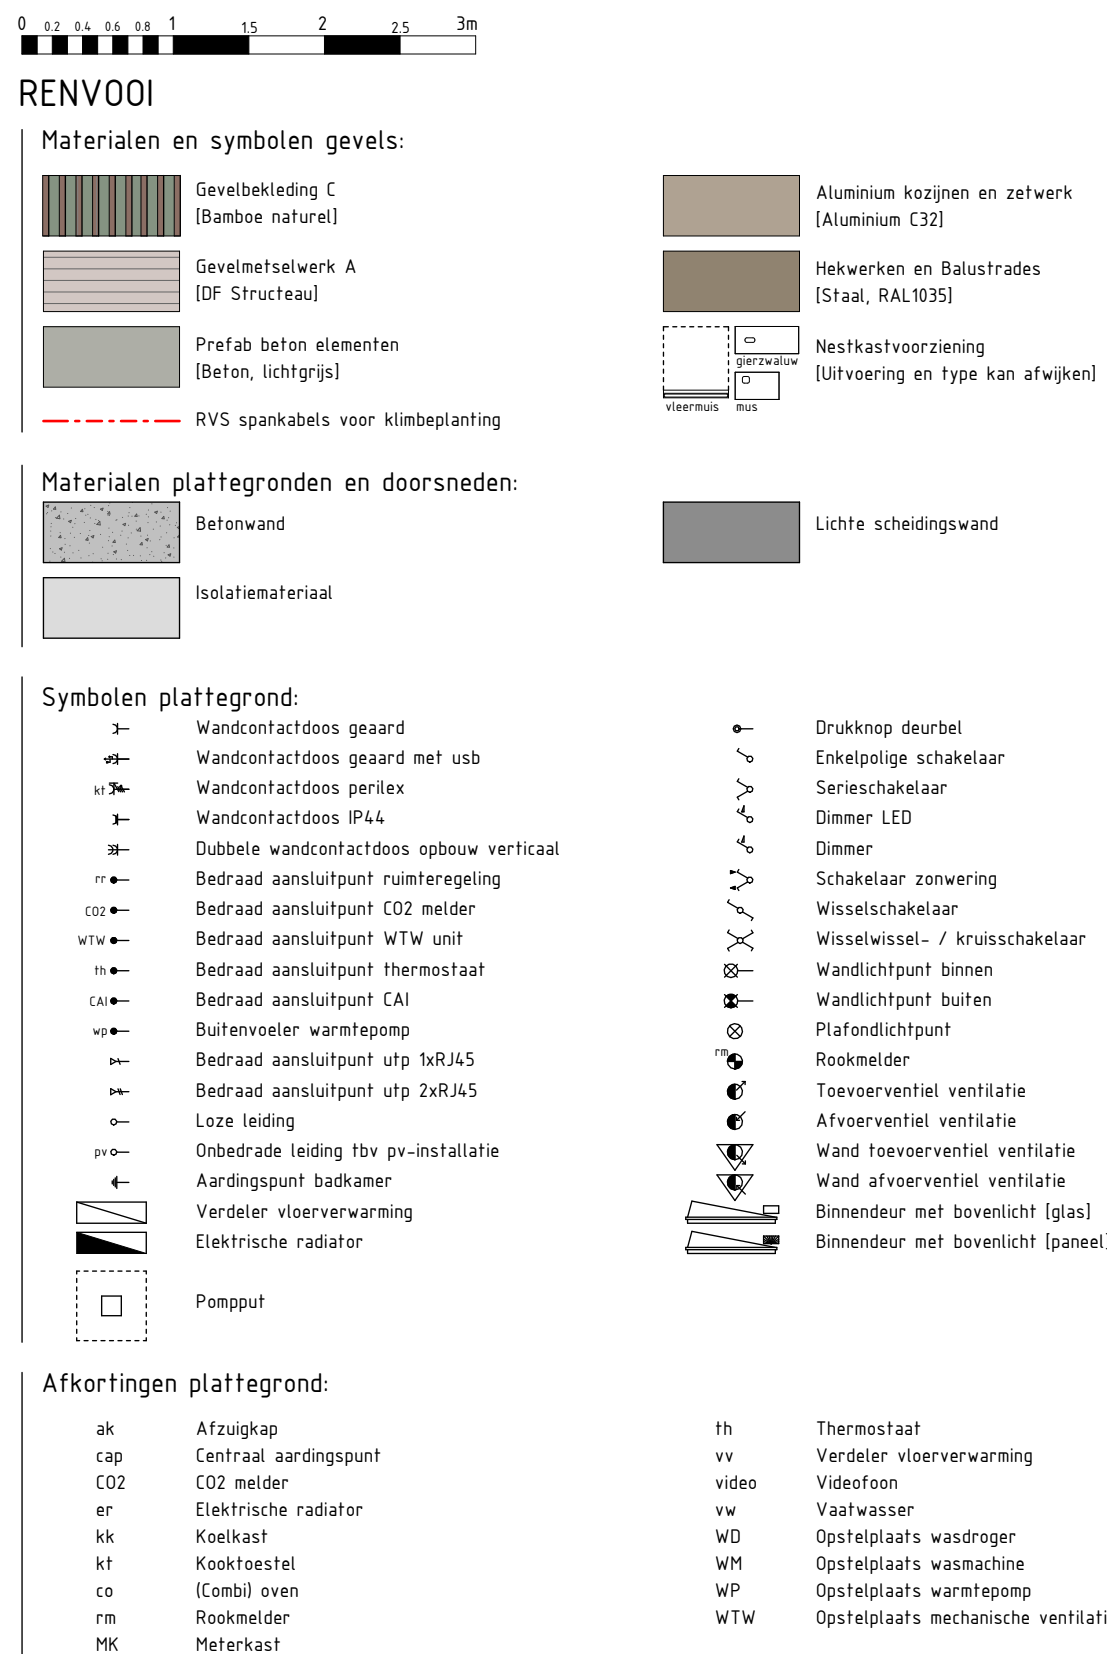 0 0.2 0.4 0.6 0.8 1 1.5 2 2.5 3m
RENVOOI
Materialen en symbolen gevels:
Gevelbekleding C
[Bamboe naturel]
Gevelmetselwerk A
[DF Structeau]
Prefab beton elementen
[Beton, lichtgrijs]
RVS spankabels voor klimbeplanting
Aluminium kozijnen en zetwerk
[Aluminium C32]
Hekwerken en Balustrades
[Staal, RAL1035]
gierzwaluw
vleermuis mus
Nestkastvoorziening
[Uitvoering en type kan afwijken]
Materialen plattegronden en doorsneden:
Betonwand
Isolatiemateriaal
Lichte scheidingswand
Symbolen plattegrond:
Wandcontactdoos geaard
Wandcontactdoos geaard met usb
kt Wandcontactdoos perilex
Wandcontactdoos IP44
Dubbele wandcontactdoos opbouw verticaal
rr Bedraad aansluitpunt ruimteregeling
CO2 Bedraad aansluitpunt CO2 melder
WTW Bedraad aansluitpunt WTW unit
th Bedraad aansluitpunt thermostaat
CAI Bedraad aansluitpunt CAI
wp Buitenvoeler warmtepomp
Bedraad aansluitpunt utp 1xRJ45
Bedraad aansluitpunt utp 2xRJ45
Loze leiding
pv Onbedrade leiding tbv pv-installatie
Aardingspunt badkamer
Verdeler vloerverwarming
Elektrische radiator
Pompput
Drukknop deurbel
Enkelpolige schakelaar
Serieschakelaar
Dimmer LED
Dimmer
Schakelaar zonwering
Wisselschakelaar
Wisselwissel- / kruisschakelaar
Wandlichtpunt binnen
Wandlichtpunt buiten
Plafondlichtpunt
rm Rookmelder
Toevoerventiel ventilatie
Afvoerventiel ventilatie
Wand toevoerventiel ventilatie
Wand afvoerventiel ventilatie
Binnendeur met bovenlicht [glas]
Binnendeur met bovenlicht [paneel]
Afkortingen plattegrond:
ak Afzuigkap
cap Centraal aardingspunt
CO2 CO2 melder
er Elektrische radiator
kk Koelkast
kt Kooktoestel
co (Combi) oven
rm Rookmelder
MK Meterkast
th Thermostaat
vv Verdeler vloerverwarming
video Videofoon
vw Vaatwasser
WD Opstelplaats wasdroger
WM Opstelplaats wasmachine
WP Opstelplaats warmtepomp
WTW Opstelplaats mechanische ventilati